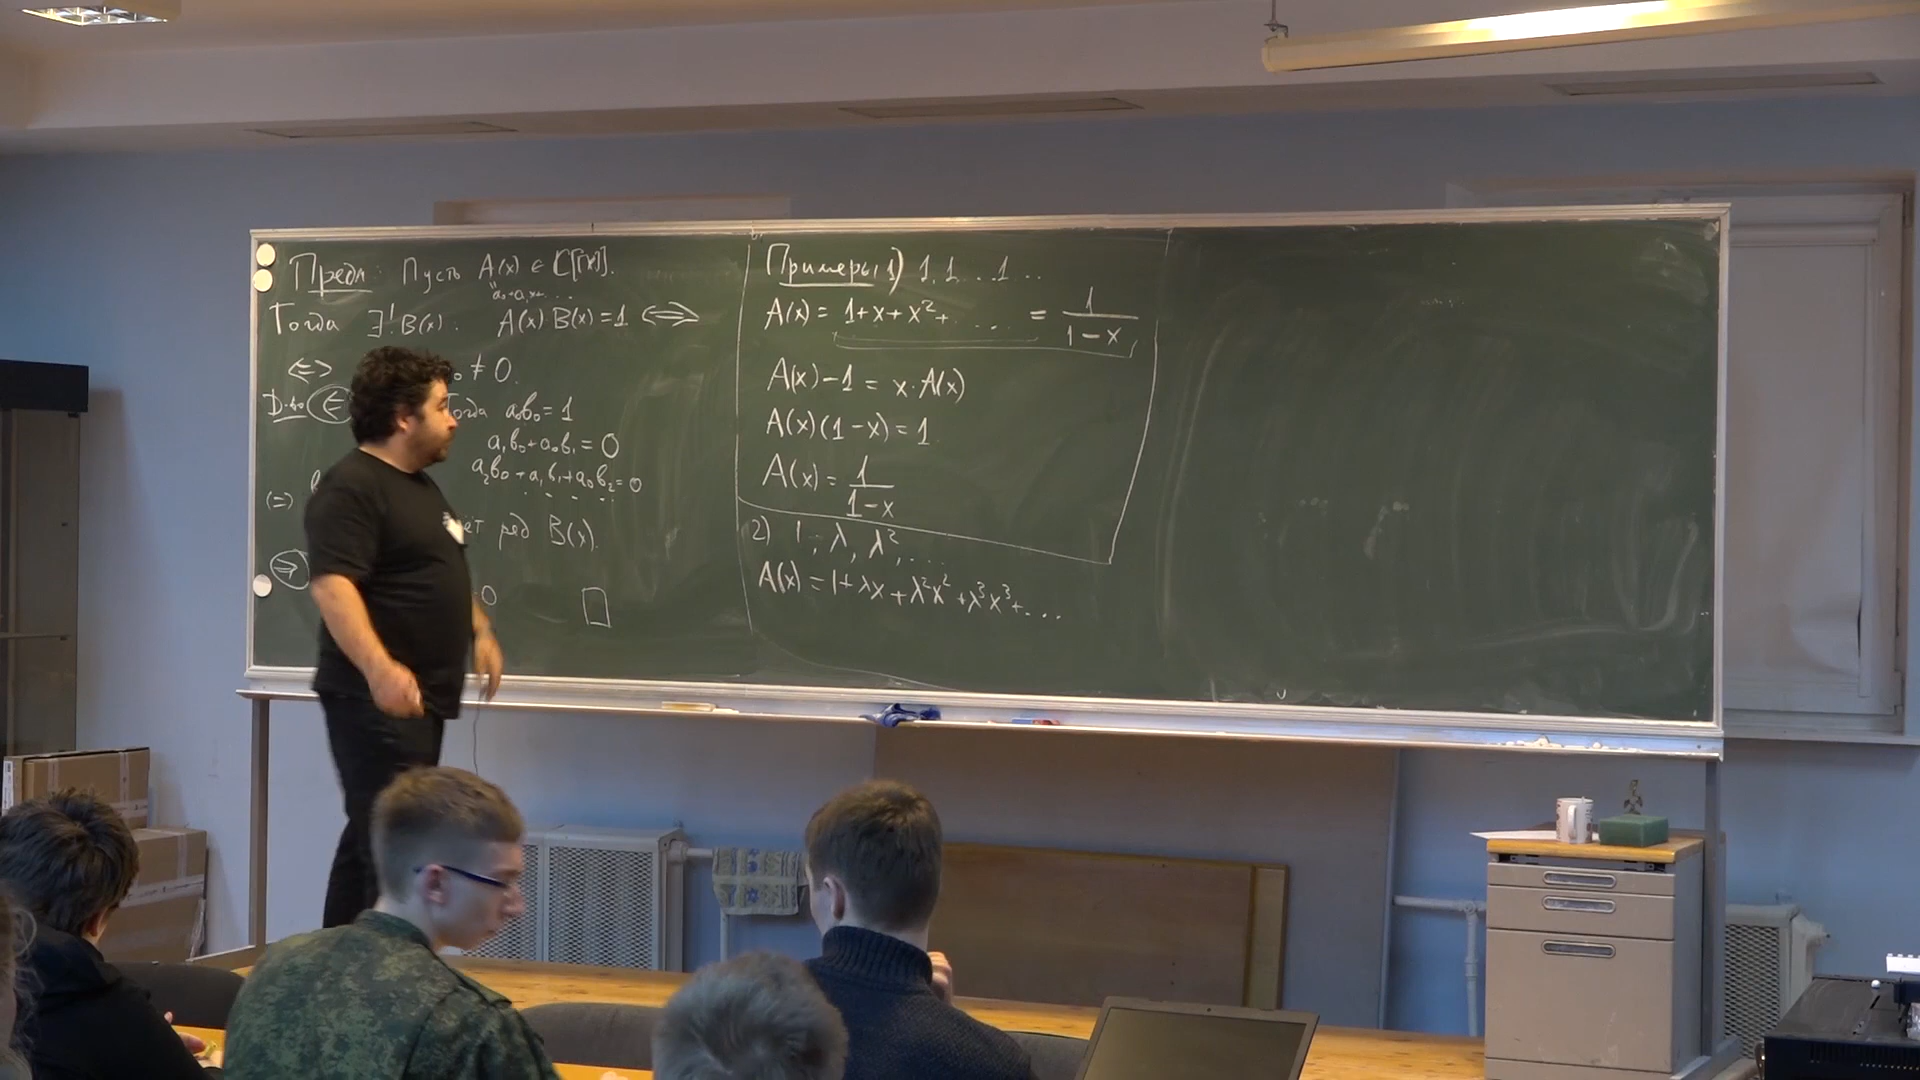 Предл: Пусть A(x) ∈ ℂ[[x]].
a₀+a₁x+...
Тогда ∃! B(x): A(x)B(x)=1 ⟺
⟺ ≠ 0.
Д-во ⇐ Тогда a₀b₀=1
a₁b₀+a₀b₁=0
a₂b₀+a₁b₁+a₀b₂=0
....
ряд B(x).
⇒ 0 □
Примеры: 1) 1, 1...1...
A(x) = 1+x+x²+ .... = 1/(1-x)
A(x)-1 = x·A(x)
A(x)(1-x)=1.
A(x) = 1/(1-x)
2) 1, λ, λ², ...
A(x) = 1+λx+λ²x²+λ³x³+...